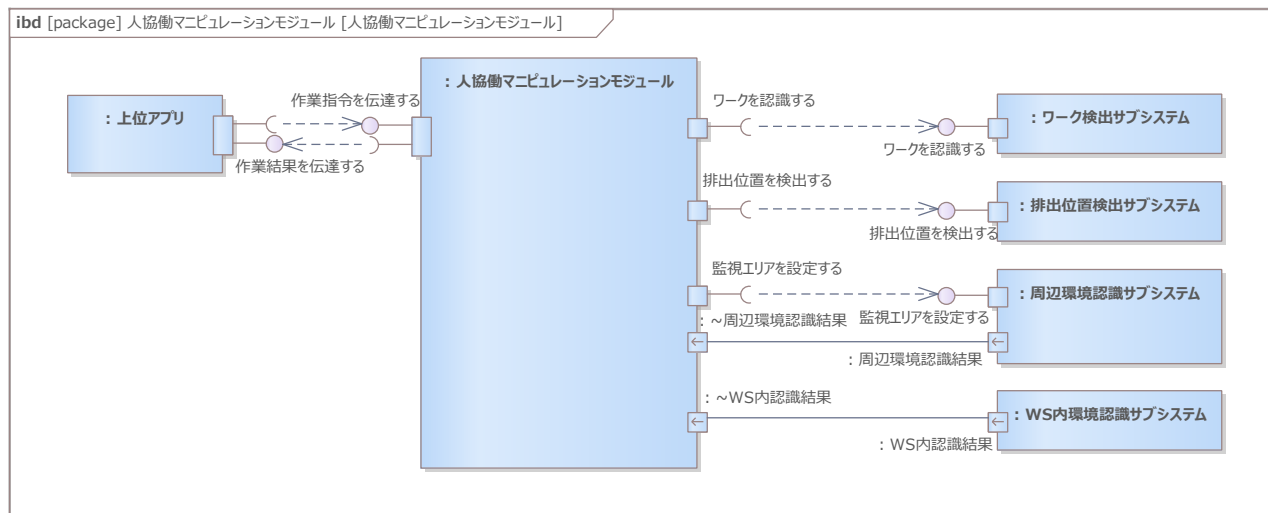 ibd [package] 人協働マニピュレーションモジュール [人協働マニピュレーションモジュール]
: 上位アプリ
作業指令を伝達する
作業結果を伝達する
: 人協働マニピュレーションモジュール
ワークを認識する
ワークを認識する
: ワーク検出サブシステム
排出位置を検出する
排出位置を検出する
: 排出位置検出サブシステム
監視エリアを設定する
監視エリアを設定する
: 周辺環境認識サブシステム
: ~周辺環境認識結果
: 周辺環境認識結果
: ~WS内認識結果
: WS内認識結果
: WS内環境認識サブシステム